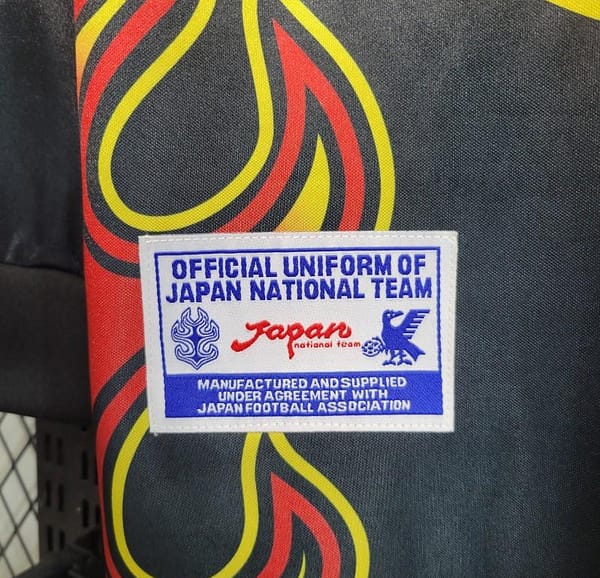 OFFICIAL UNIFORM OF
JAPAN NATIONAL TEAM
Japan
national team
MANUFACTURED AND SUPPLIED
UNDER AGREEMENT WITH
JAPAN FOOTBALL ASSOCIATION